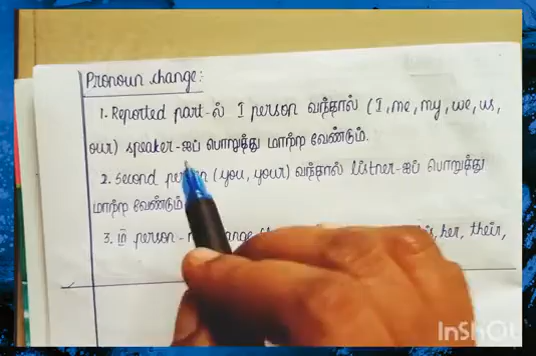 Pronoun change:
1. Reported part-ல் I person வந்தால் (I, me, my, we, us,
our) speaker-ஐப் பொறுத்து மாற்ற வேண்டும்.
2. Second (you, your) வந்தால் listner-ஐப் பொறுத்து
மாற்ற வேண்டும்
3. III person - her, their,
InShOt